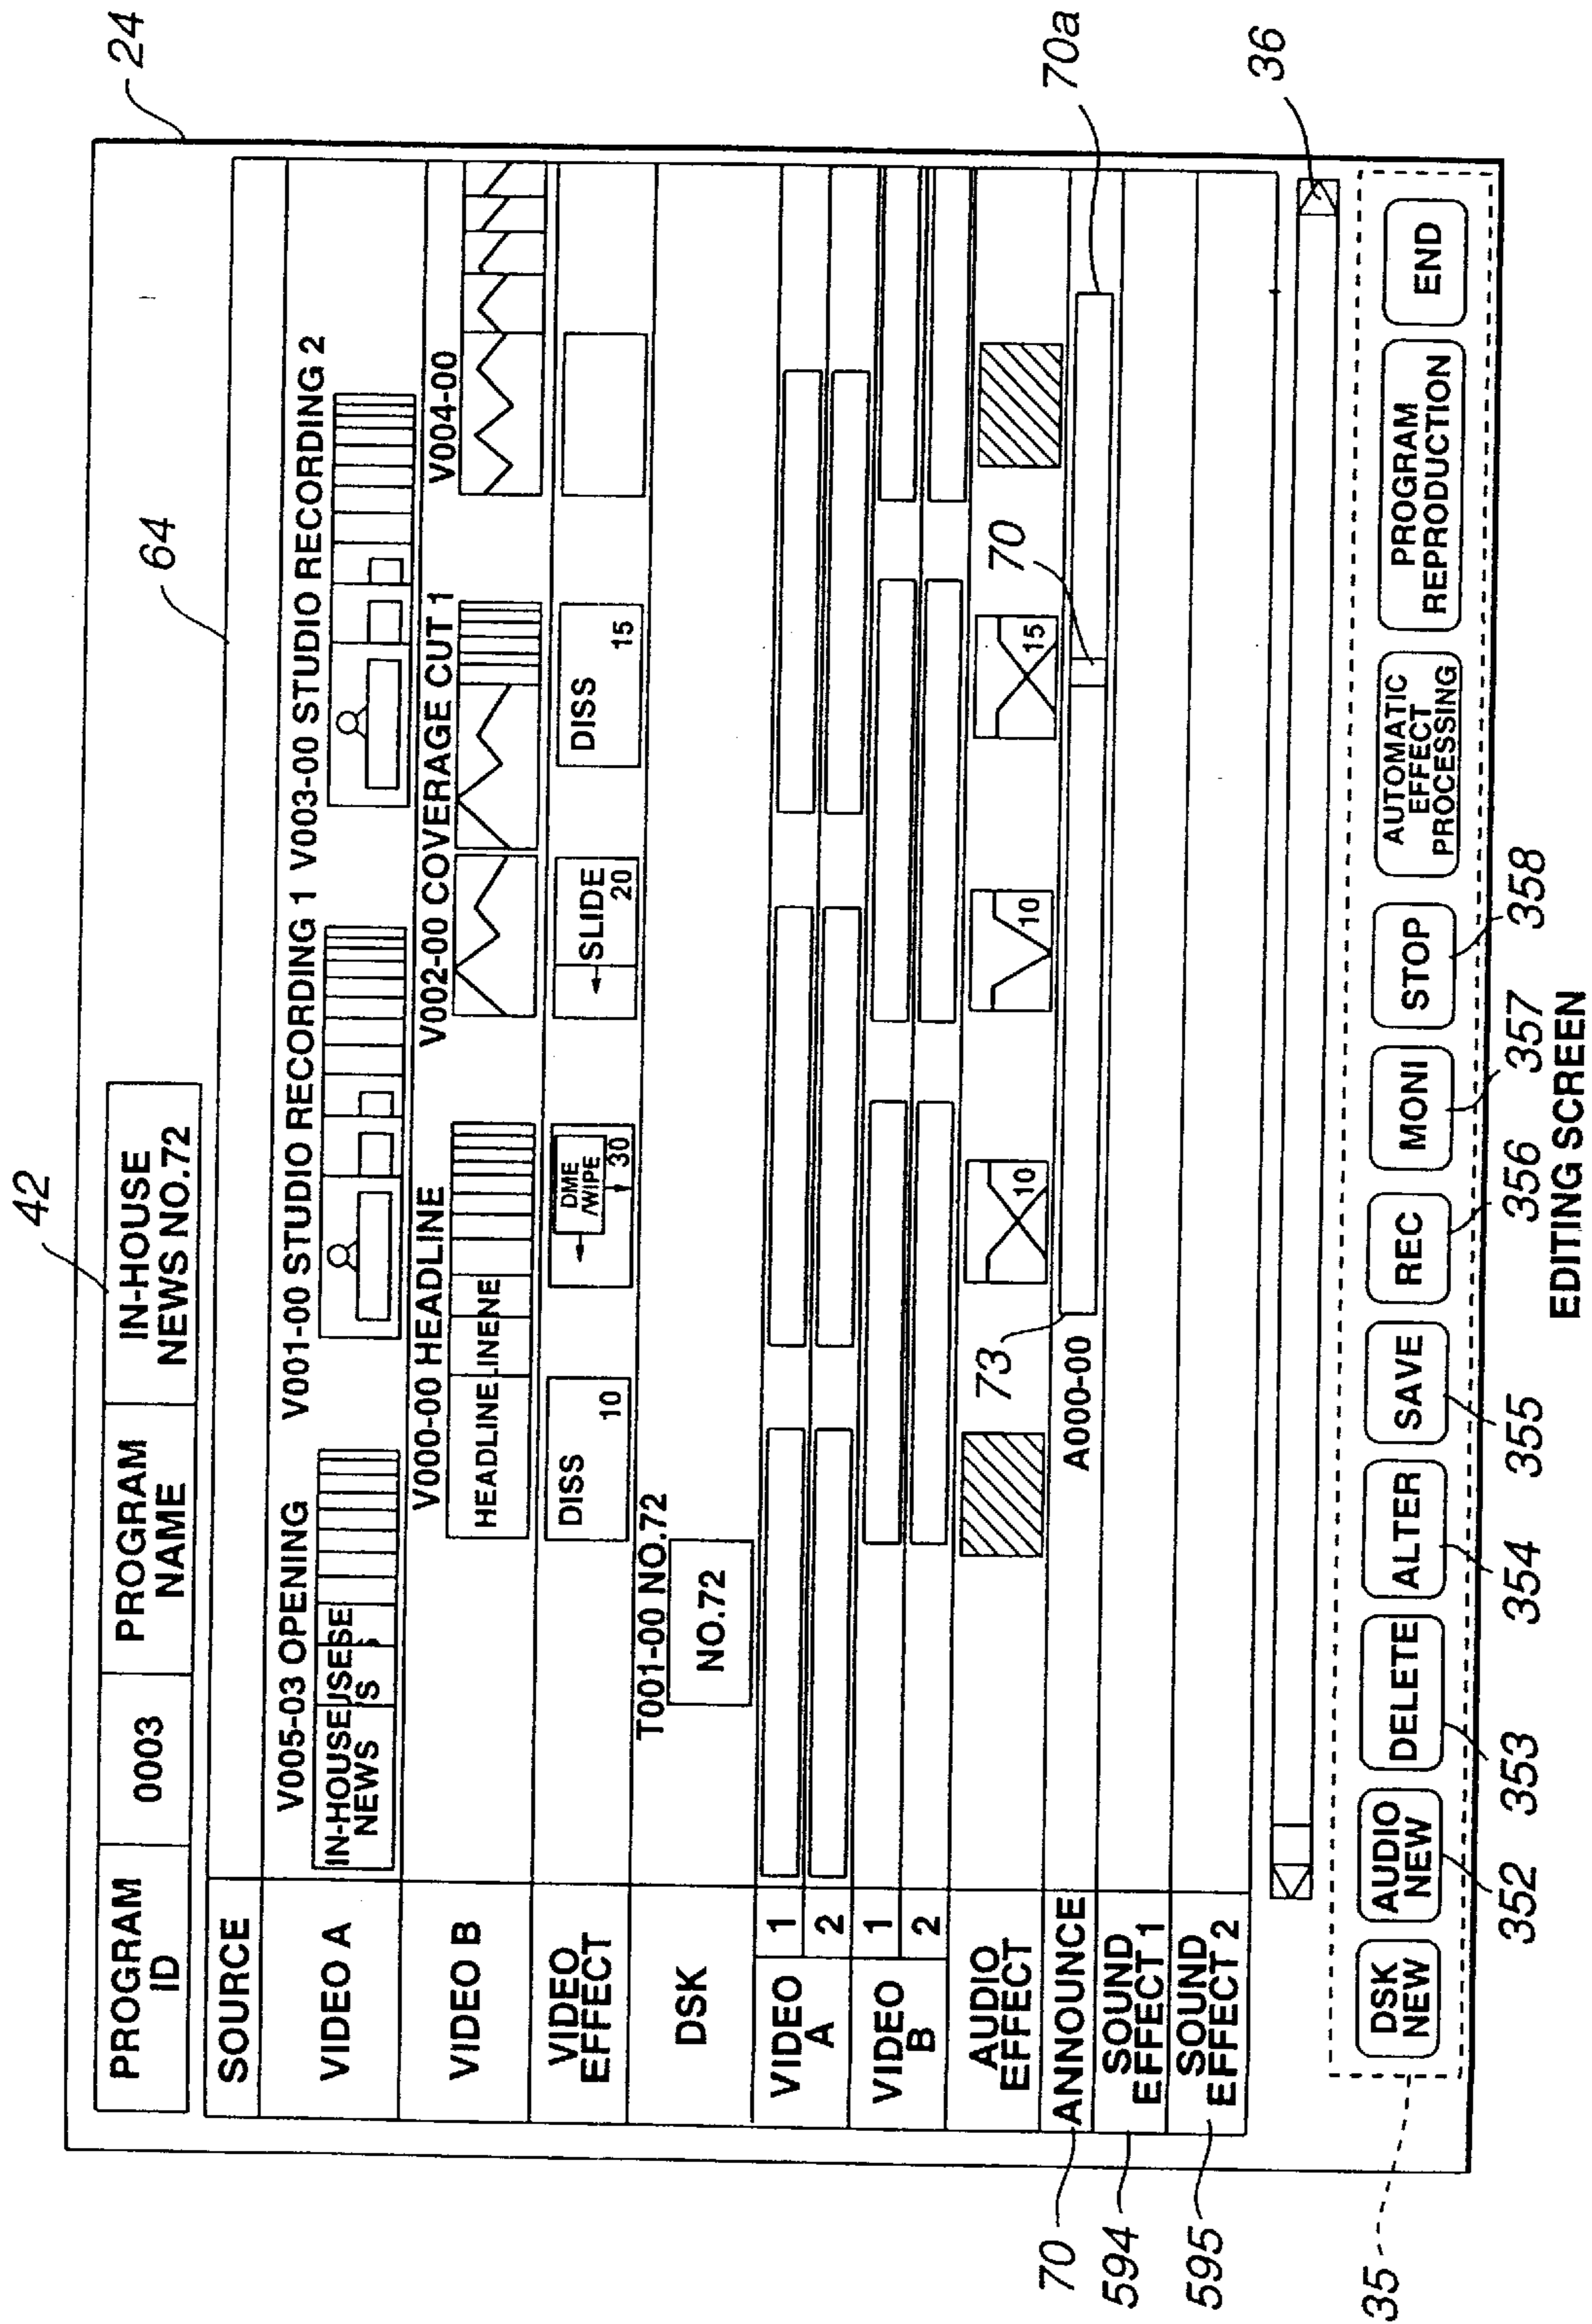 42
24
PROGRAM
ID
0003
PROGRAM
NAME
IN-HOUSE
NEWS NO.72
64
SOURCE
VIDEO A
V005-03 OPENING
V001-00 STUDIO RECORDING 1
V003-00 STUDIO RECORDING 2
IN-HOUSE
NEWS
USE
S
SE
VIDEO B
V000-00 HEADLINE
V002-00 COVERAGE CUT 1
V004-00
HEADLINE
LINE
NE
VIDEO
EFFECT
DISS
10
DME
/WIPE
30
SLIDE
20
DISS
15
DSK
T001-00 NO.72
NO.72
VIDEO
A
1
2
VIDEO
B
1
2
AUDIO
EFFECT
10
10
15
73
70
70a
70
ANNOUNCE
A000-00
594
SOUND
EFFECT 1
595
SOUND
EFFECT 2
36
35
DSK
NEW
AUDIO
NEW
DELETE
ALTER
SAVE
REC
MONI
STOP
AUTOMATIC
EFFECT
PROCESSING
PROGRAM
REPRODUCTION
END
352
353
354
355
356
357
358
EDITING SCREEN